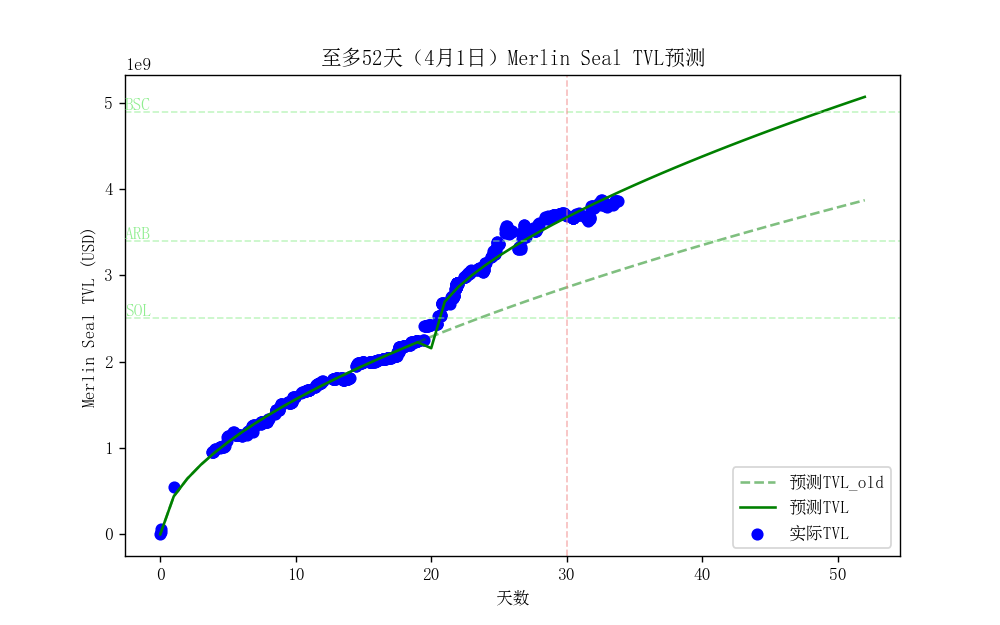 至多52天（4月1日）Merlin Seal TVL预测
1e9
5
4
3
2
1
0
Merlin Seal TVL (USD)
BSC
ARB
SOL
预测TVL_old
预测TVL
实际TVL
0 10 20 30 40 50
天数